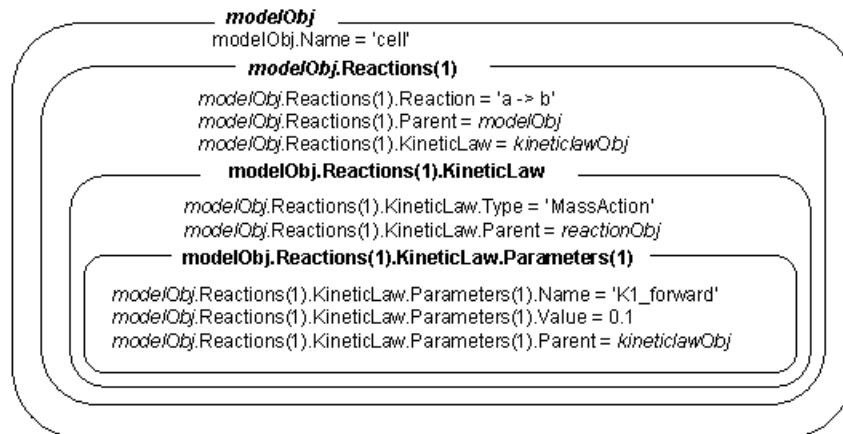 modelObj
modelObj.Name = 'cell'
modelObj.Reactions(1)
modelObj.Reactions(1).Reaction = 'a -> b'
modelObj.Reactions(1).Parent = modelObj
modelObj.Reactions(1).KineticLaw = kineticlawObj
modelObj.Reactions(1).KineticLaw
modelObj.Reactions(1).KineticLaw.Type = 'MassAction'
modelObj.Reactions(1).KineticLaw.Parent = reactionObj
modelObj.Reactions(1).KineticLaw.Parameters(1)
modelObj.Reactions(1).KineticLaw.Parameters(1).Name = 'K1_forward'
modelObj.Reactions(1).KineticLaw.Parameters(1).Value = 0.1
modelObj.Reactions(1).KineticLaw.Parameters(1).Parent = kineticlawObj